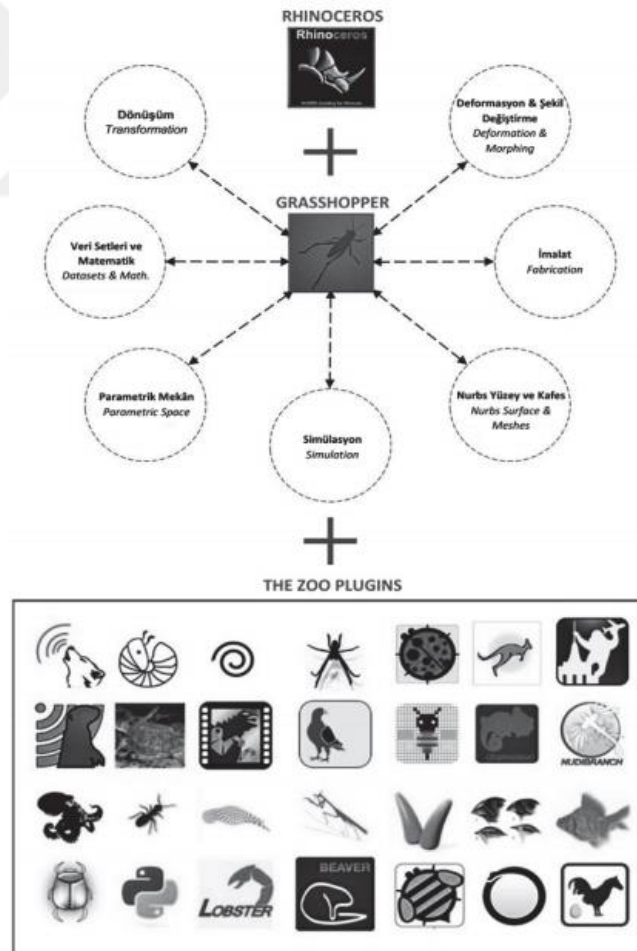 RHINOCEROS
Rhinoceros
Dönüşüm
Transformation
Deformasyon & Şekil
Değiştirme
Deformation &
Morphing
GRASSHOPPER
Veri Setleri ve
Matematik
Datasets & Math.
İmalat
Fabrication
Parametrik Mekân
Parametric Space
Simülasyon
Simulation
Nurbs Yüzey ve Kafes
Nurbs Surface &
Meshes
THE ZOO PLUGINS
NUDIBRANCH
LOBSTER
BEAVER